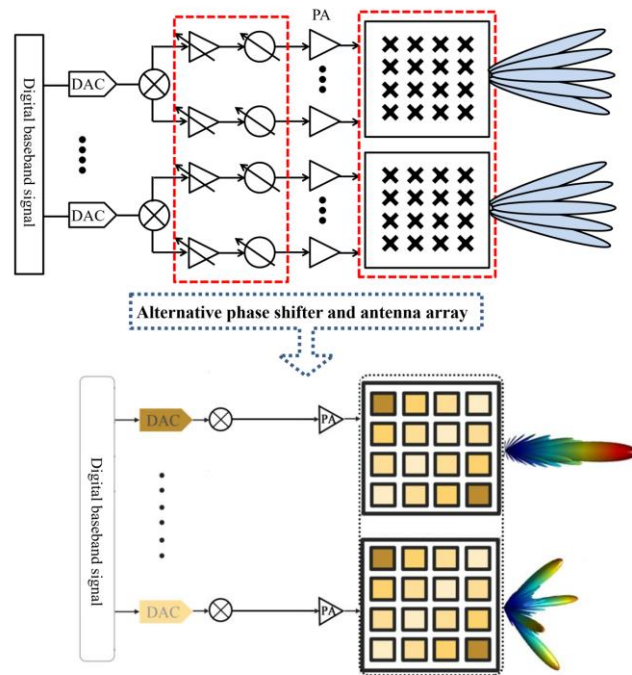 PA
Digital baseband signal
DAC
DAC
Alternative phase shifter and antenna array
Digital baseband signal
DAC
PA
DAC
PA